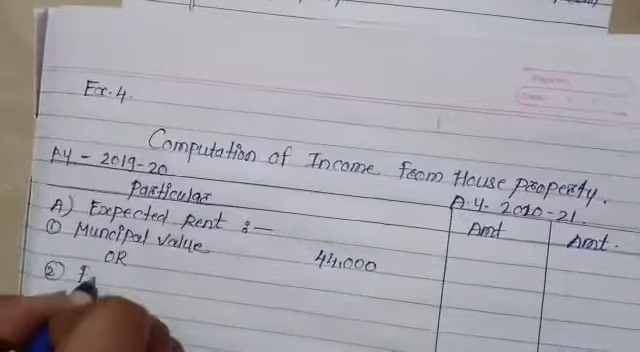 Ex. 4.
Computation of Income from House property.
A.Y - 2019-20
A.Y. 2020-21.
Particular
Amt
Amt.
A) Expected Rent :—
① Muncipal value 44,000
OR
②